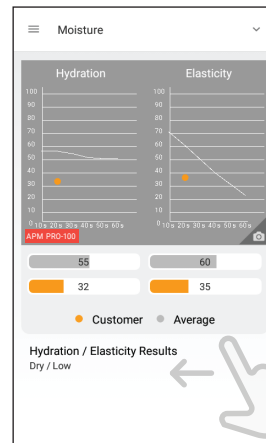 Moisture
Hydration
Elasticity
100
90
80
70
60
50
40
30
20
10
0
10s 20s 30s 40s 50s 60s
100
90
80
70
60
50
40
30
20
10
0
10s 20s 30s 40s 50s 60s
APM PRO-100
55
60
32
35
Customer
Average
Hydration / Elasticity Results
Dry / Low